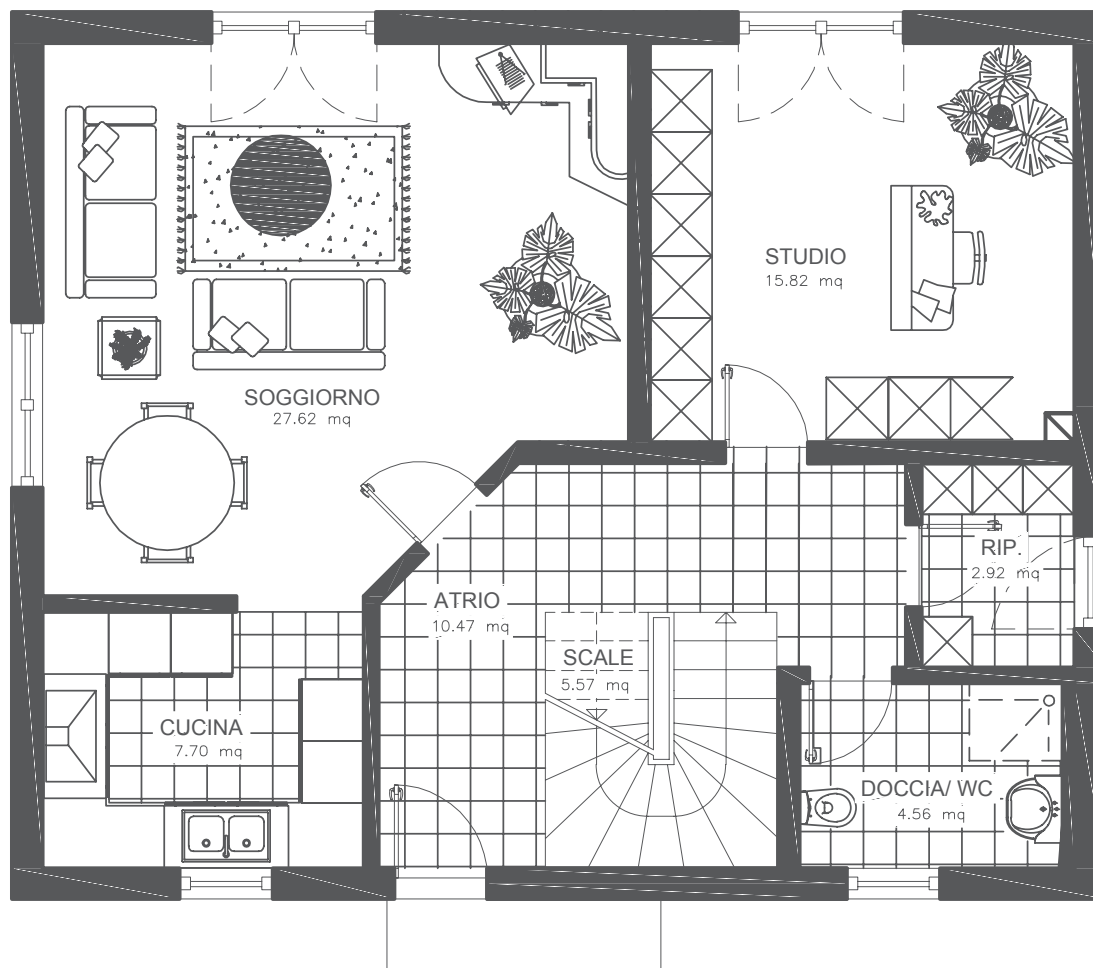 STUDIO
15.82 mq
SOGGIORNO
27.62 mq
RIP.
2.92 mq
ATRIO
10.47 mq
SCALE
5.57 mq
CUCINA
7.70 mq
DOCCIA/ WC
4.56 mq